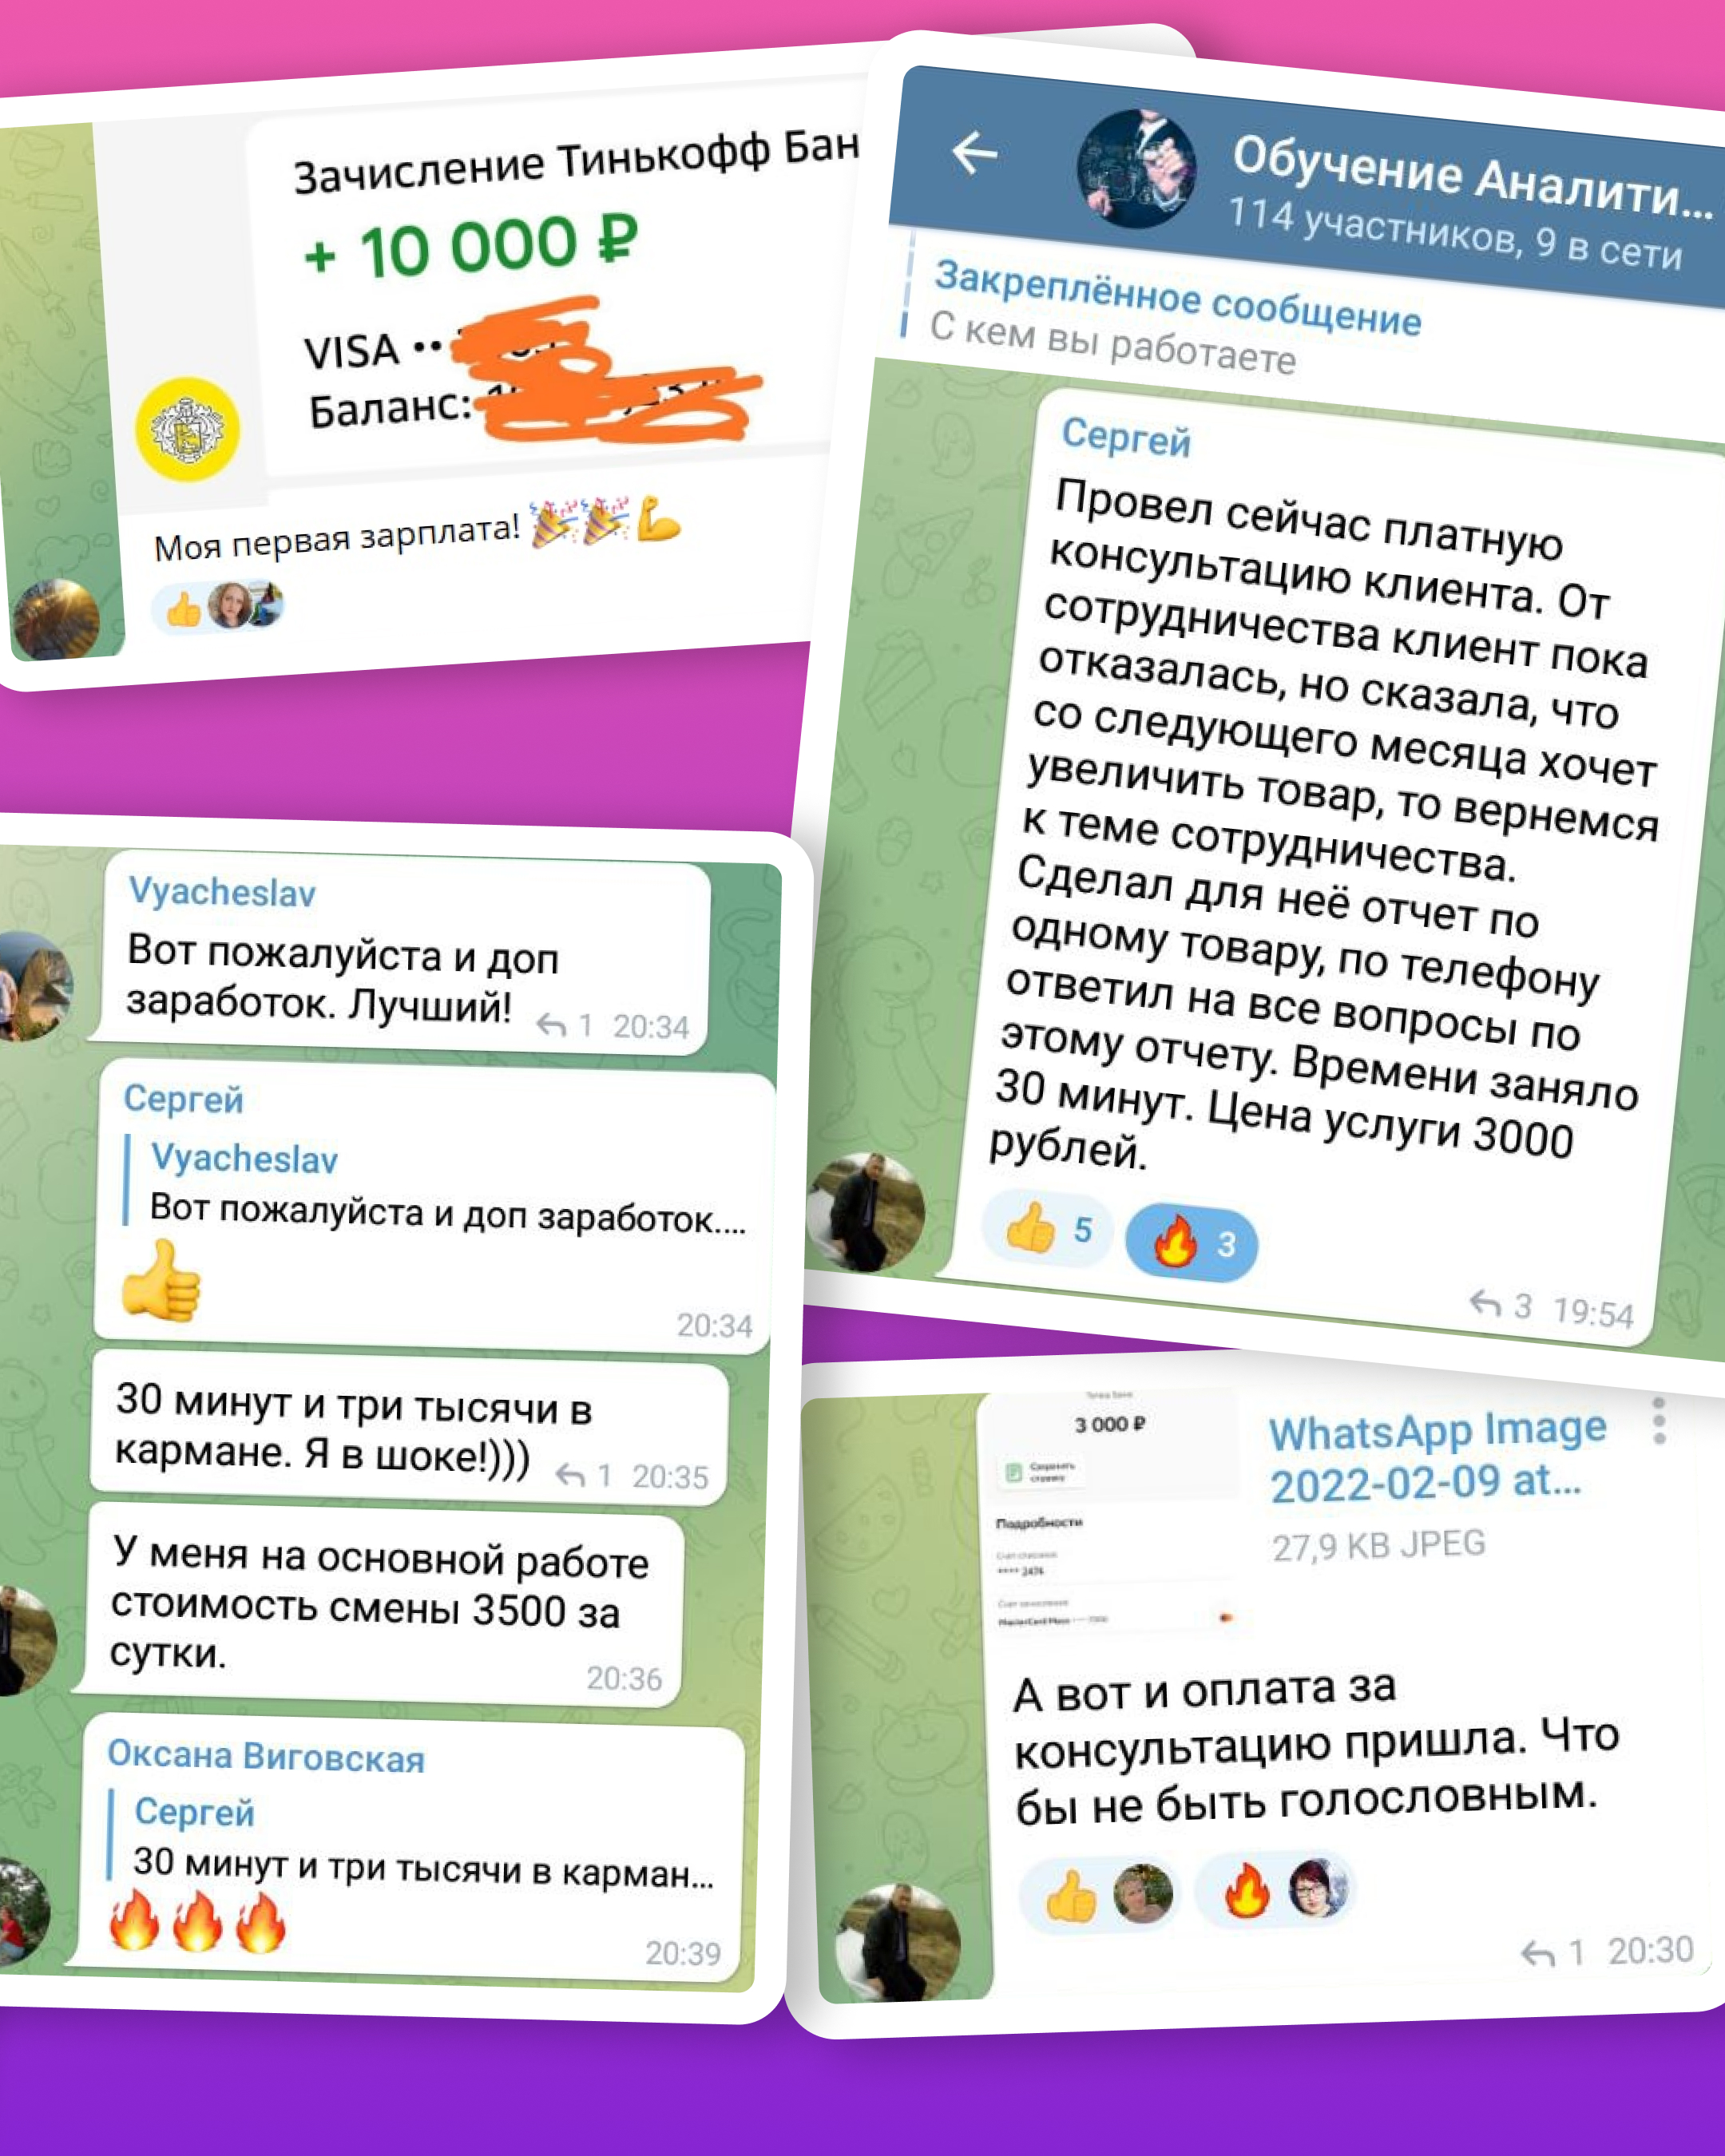 Зачисление Тинькофф Бан
+ 10 000 ₽
VISA ••
Баланс:
Моя первая зарплата! 🎉🎉💪
👍
Обучение Аналити...
114 участников, 9 в сети
Закреплённое сообщение
С кем вы работаете
Сергей
Провел сейчас платную
консультацию клиента. От
сотрудничества клиент пока
отказалась, но сказала, что
со следующего месяца хочет
увеличить товар, то вернемся
к теме сотрудничества.
Сделал для неё отчет по
одному товару, по телефону
ответил на все вопросы по
этому отчету. Времени заняло
30 минут. Цена услуги 3000
рублей.
👍 5 🔥 3
3 19:54
Vyacheslav
Вот пожалуйста и доп
заработок. Лучший! 1 20:34
Сергей
Vyacheslav
Вот пожалуйста и доп заработок....
👍
20:34
30 минут и три тысячи в
кармане. Я в шоке!))) 1 20:35
У меня на основной работе
стоимость смены 3500 за
сутки.
20:36
Оксана Виговская
Сергей
30 минут и три тысячи в карман...
🔥🔥🔥
20:39
3 000 ₽
Подробности
WhatsApp Image
2022-02-09 at...
27,9 KB JPEG
А вот и оплата за
консультацию пришла. Что
бы не быть голословным.
👍 🔥
1 20:30